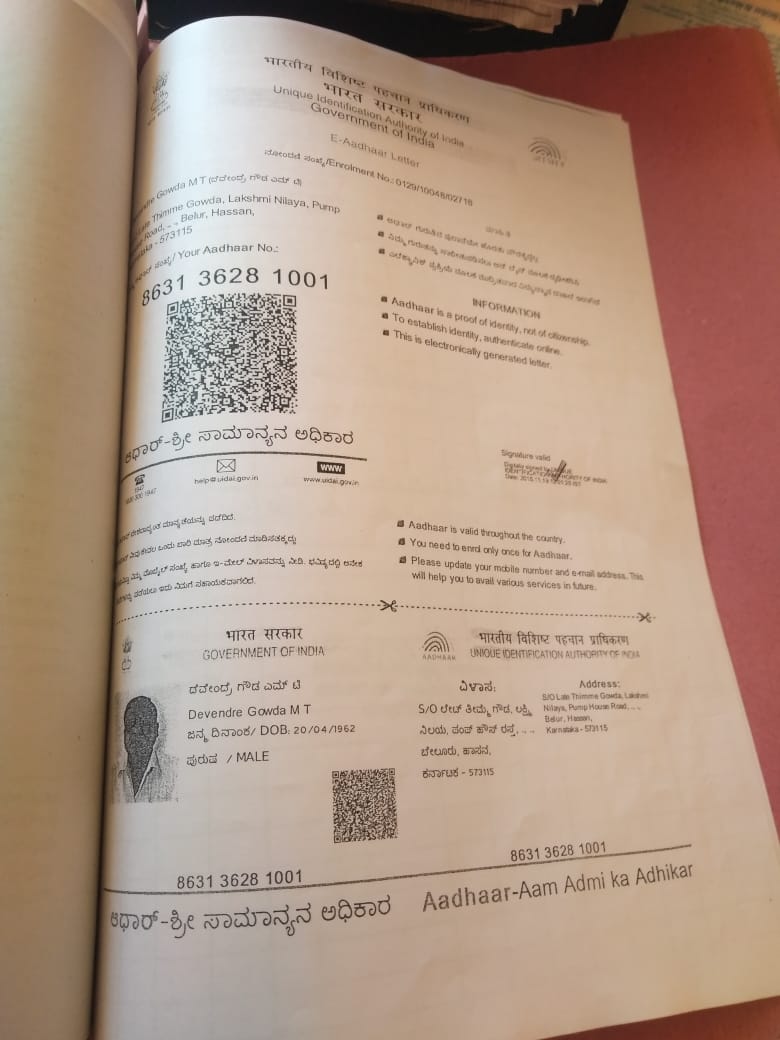 भारतीय विशिष्ट पहचान प्राधिकरण
भारत सरकार
Unique Identification Authority of India
Government of India
E-Aadhaar Letter
ನೋಂದಣಿ ಸಂಖ್ಯೆ/Enrolment No.: 0129/10048/02718
Gowda M T (ದೇವೇಂದ್ರ ಗೌಡ ಎಮ್ ಟಿ)
Late Thimme Gowda, Lakshmi Nilaya, Pump
Road, .. - Belur, Hassan,
- 573115
ಸಂಖ್ಯೆ/ Your Aadhaar No.:
8631 3628 1001
ಮಾಹಿತಿ
INFORMATION
Aadhaar is a proof of identity, not of citizenship.
To establish identity, authenticate online.
This is electronically generated letter.
ಆಧಾರ್-ಶ್ರೀ ಸಾಮಾನ್ಯನ ಅಧಿಕಾರ
1947
help@uidai.gov.in
WWW
www.uidai.gov.in
Signature valid
Aadhaar is valid throughout the country.
You need to enrol only once for Aadhaar.
Please update your mobile number and e-mail address. This
will help you to avail various services in future.
भारत सरकार
GOVERNMENT OF INDIA
AADHAAR
भारतीय विशिष्ट पहचान प्राधिकरण
UNIQUE IDENTIFICATION AUTHORITY OF INDIA
ದೇವೇಂದ್ರ ಗೌಡ ಎಮ್ ಟಿ
Devendre Gowda M T
ಜನ್ಮ ದಿನಾಂಕ/ DOB: 20/04/1962
ಪುರುಷ / MALE
ವಿಳಾಸ:
S/O ಲೇಟ್ ತೀಮ್ಮೆ ಗೌಡ, ಲಕ್ಷ್ಮಿ
ನಿಲಯ, ಪಂಪ್ ಹೌಸ್ ರಸ್ತೆ, .. ..
ಬೇಲೂರು, ಹಾಸನ,
ಕರ್ನಾಟಕ - 573115
Address:
S/O Late Thimme Gowda, Lakshmi
Nilaya, Pump House Road, .. ..
Belur, Hassan,
Karnataka - 573115
8631 3628 1001
8631 3628 1001
ಆಧಾರ್-ಶ್ರೀ ಸಾಮಾನ್ಯನ ಅಧಿಕಾರ
Aadhaar-Aam Admi ka Adhikar